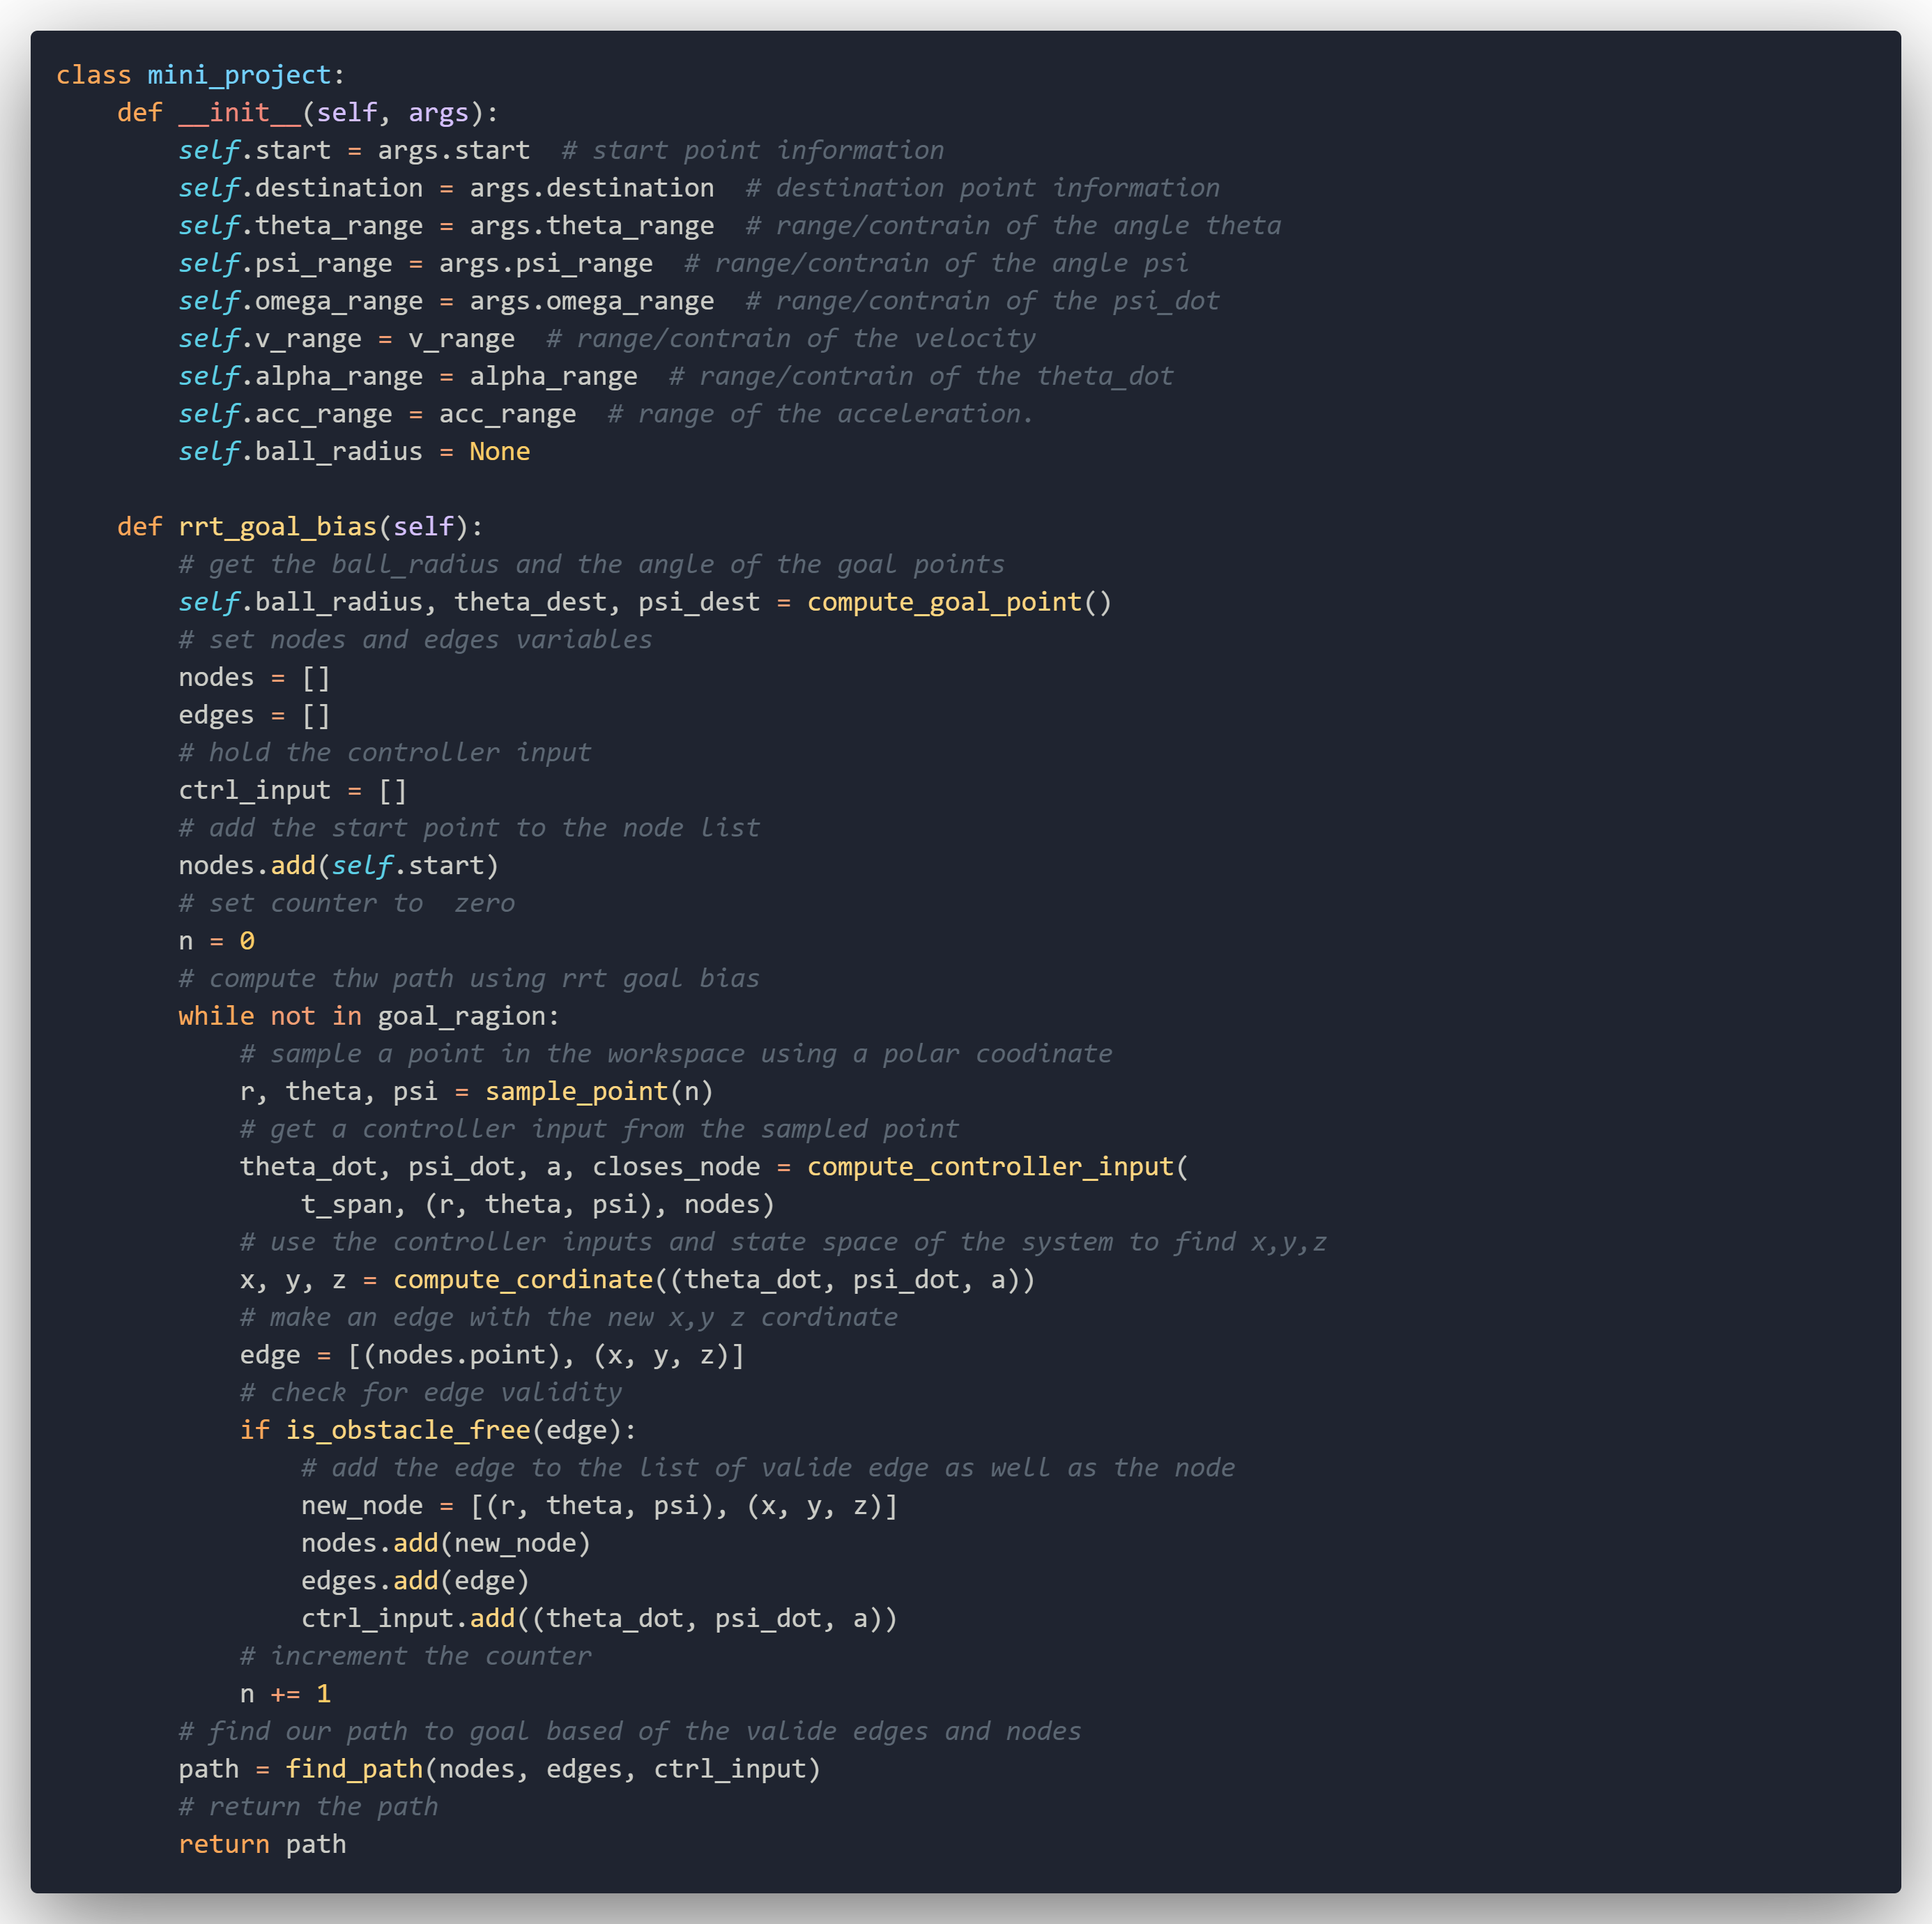 class mini_project:
    def __init__(self, args):
        self.start = args.start  # start point information
        self.destination = args.destination  # destination point information
        self.theta_range = args.theta_range  # range/contrain of the angle theta
        self.psi_range = args.psi_range  # range/contrain of the angle psi
        self.omega_range = args.omega_range  # range/contrain of the psi_dot
        self.v_range = v_range  # range/contrain of the velocity
        self.alpha_range = alpha_range  # range/contrain of the theta_dot
        self.acc_range = acc_range  # range of the acceleration.
        self.ball_radius = None

    def rrt_goal_bias(self):
        # get the ball_radius and the angle of the goal points
        self.ball_radius, theta_dest, psi_dest = compute_goal_point()
        # set nodes and edges variables
        nodes = []
        edges = []
        # hold the controller input
        ctrl_input = []
        # add the start point to the node list
        nodes.add(self.start)
        # set counter to  zero
        n = 0
        # compute thw path using rrt goal bias
        while not in goal_ragion:
            # sample a point in the workspace using a polar coodinate
            r, theta, psi = sample_point(n)
            # get a controller input from the sampled point
            theta_dot, psi_dot, a, closes_node = compute_controller_input(
                t_span, (r, theta, psi), nodes)
            # use the controller inputs and state space of the system to find x,y,z
            x, y, z = compute_cordinate((theta_dot, psi_dot, a))
            # make an edge with the new x,y z cordinate
            edge = [(nodes.point), (x, y, z)]
            # check for edge validity
            if is_obstacle_free(edge):
                # add the edge to the list of valide edge as well as the node
                new_node = [(r, theta, psi), (x, y, z)]
                nodes.add(new_node)
                edges.add(edge)
                ctrl_input.add((theta_dot, psi_dot, a))
            # increment the counter
            n += 1
        # find our path to goal based of the valide edges and nodes
        path = find_path(nodes, edges, ctrl_input)
        # return the path
        return path